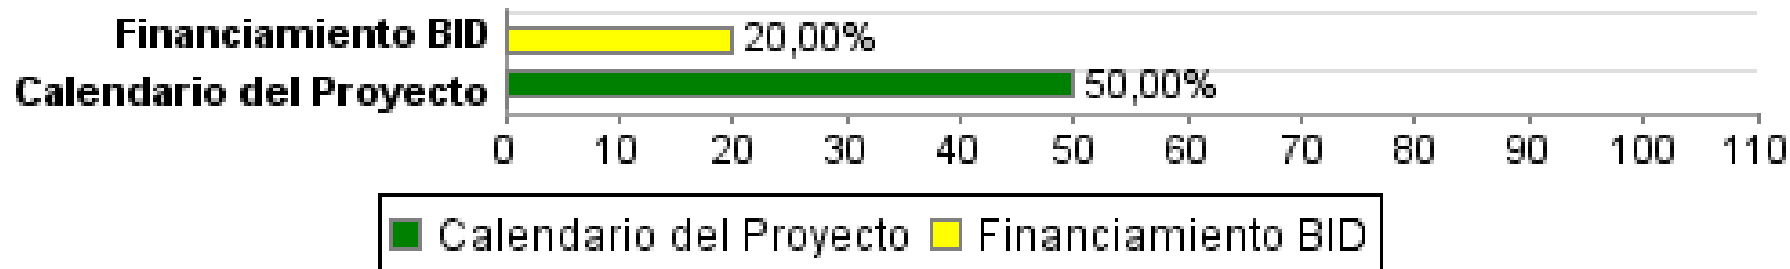 Financiamiento BID 20,00%
Calendario del Proyecto 50,00%
0 10 20 30 40 50 60 70 80 90 100 110
Calendario del Proyecto Financiamiento BID